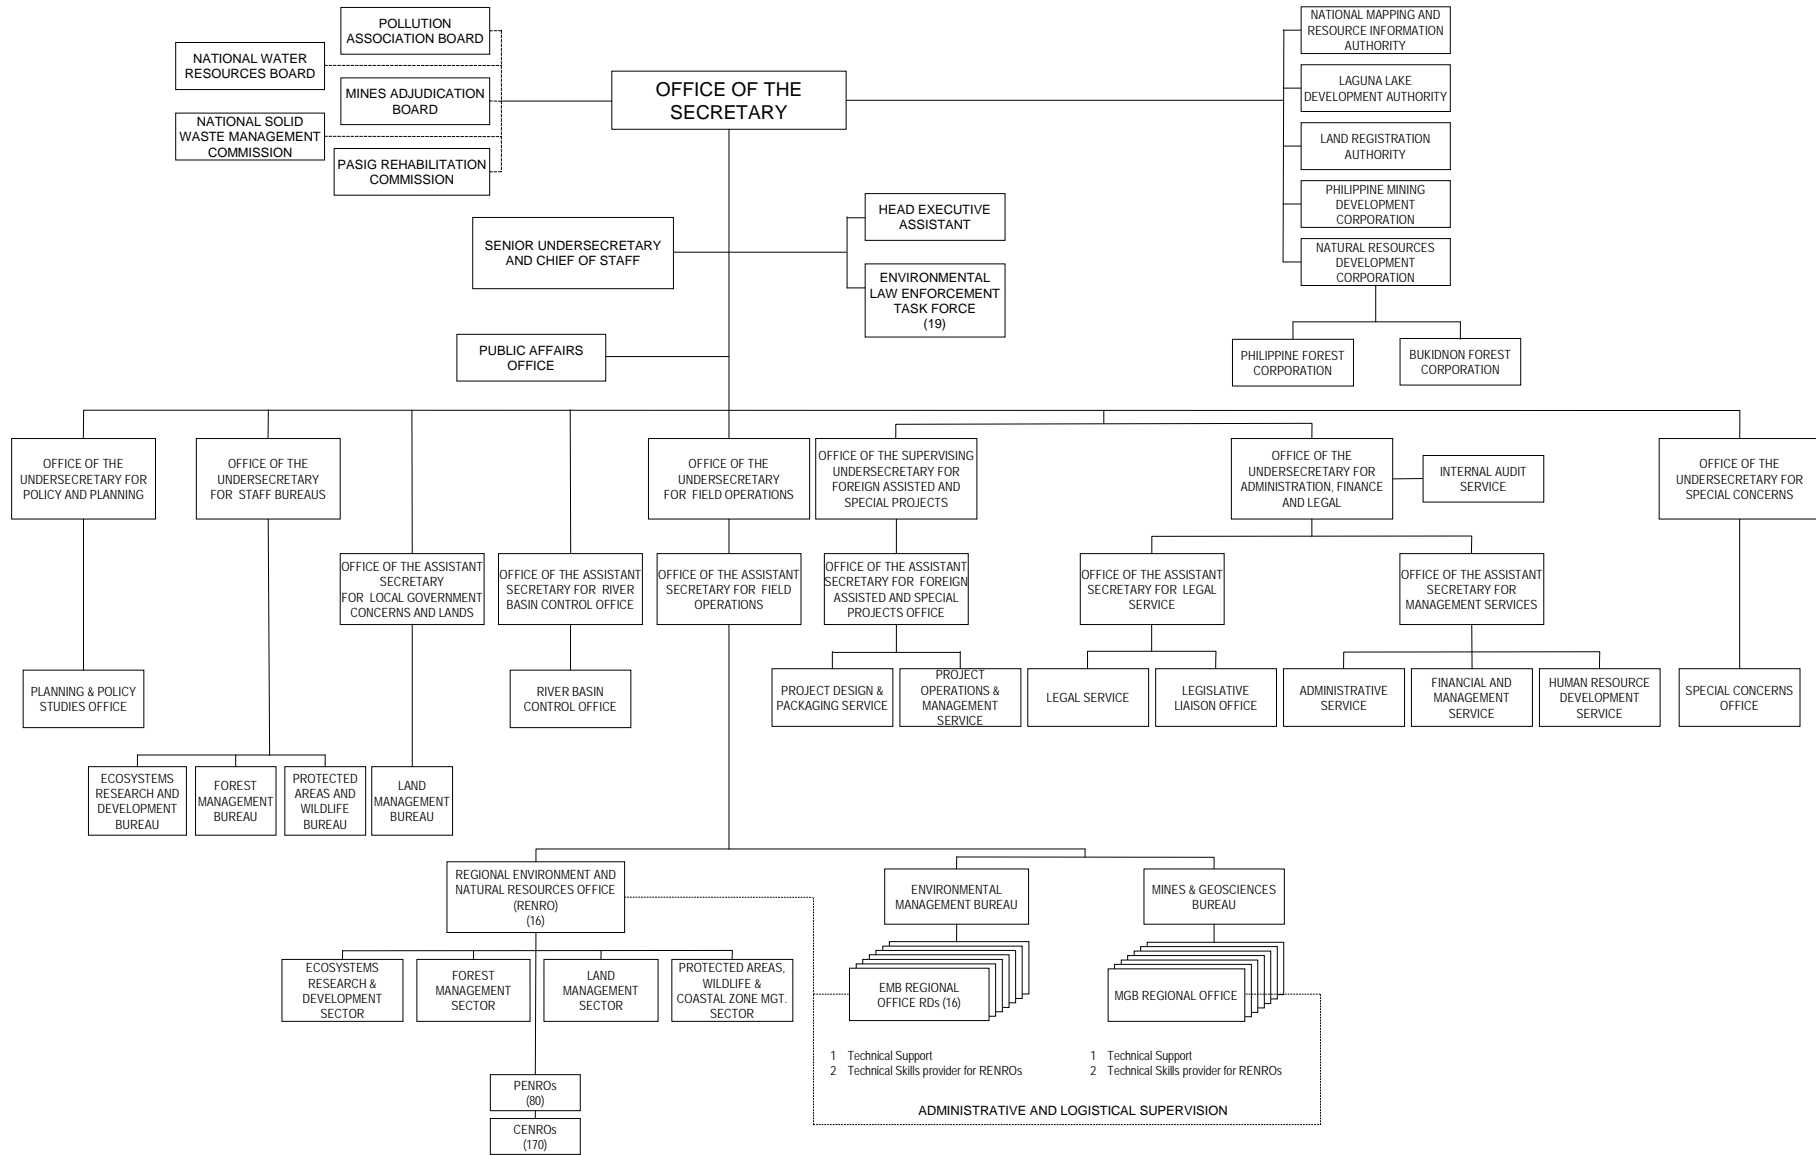 POLLUTION
ASSOCIATION BOARD
NATIONAL WATER
RESOURCES BOARD
MINES ADJUDICATION
BOARD
NATIONAL SOLID
WASTE MANAGEMENT
COMMISSION
PASIG REHABILITATION
COMMISSION
OFFICE OF THE
SECRETARY
NATIONAL MAPPING AND
RESOURCE INFORMATION
AUTHORITY
LAGUNA LAKE
DEVELOPMENT AUTHORITY
LAND REGISTRATION
AUTHORITY
PHILIPPINE MINING
DEVELOPMENT
CORPORATION
NATURAL RESOURCES
DEVELOPMENT
CORPORATION
PHILIPPINE FOREST
CORPORATION
BUKIDNON FOREST
CORPORATION
SENIOR UNDERSECRETARY
AND CHIEF OF STAFF
HEAD EXECUTIVE
ASSISTANT
ENVIRONMENTAL
LAW ENFORCEMENT
TASK FORCE
(19)
PUBLIC AFFAIRS
OFFICE
OFFICE OF THE
UNDERSECRETARY FOR
POLICY AND PLANNING
OFFICE OF THE
UNDERSECRETARY
FOR STAFF BUREAUS
OFFICE OF THE
UNDERSECRETARY
FOR FIELD OPERATIONS
OFFICE OF THE SUPERVISING
UNDERSECRETARY FOR
FOREIGN ASSISTED AND
SPECIAL PROJECTS
OFFICE OF THE
UNDERSECRETARY FOR
ADMINISTRATION, FINANCE
AND LEGAL
INTERNAL AUDIT
SERVICE
OFFICE OF THE
UNDERSECRETARY FOR
SPECIAL CONCERNS
OFFICE OF THE ASSISTANT
SECRETARY
FOR LOCAL GOVERNMENT
CONCERNS AND LANDS
OFFICE OF THE ASSISTANT
SECRETARY FOR RIVER
BASIN CONTROL OFFICE
OFFICE OF THE ASSISTANT
SECRETARY FOR FIELD
OPERATIONS
OFFICE OF THE ASSISTANT
SECRETARY FOR FOREIGN
ASSISTED AND SPECIAL
PROJECTS OFFICE
OFFICE OF THE ASSISTANT
SECRETARY FOR LEGAL
SERVICE
OFFICE OF THE ASSISTANT
SECRETARY FOR
MANAGEMENT SERVICES
PLANNING & POLICY
STUDIES OFFICE
RIVER BASIN
CONTROL OFFICE
PROJECT DESIGN &
PACKAGING SERVICE
PROJECT
OPERATIONS &
MANAGEMENT
SERVICE
LEGAL SERVICE
LEGISLATIVE
LIAISON OFFICE
ADMINISTRATIVE
SERVICE
FINANCIAL AND
MANAGEMENT
SERVICE
HUMAN RESOURCE
DEVELOPMENT
SERVICE
SPECIAL CONCERNS
OFFICE
ECOSYSTEMS
RESEARCH AND
DEVELOPMENT
BUREAU
FOREST
MANAGEMENT
BUREAU
PROTECTED
AREAS AND
WILDLIFE
BUREAU
LAND
MANAGEMENT
BUREAU
REGIONAL ENVIRONMENT AND
NATURAL RESOURCES OFFICE
(RENRO)
(16)
ENVIRONMENTAL
MANAGEMENT BUREAU
MINES & GEOSCIENCES
BUREAU
ECOSYSTEMS
RESEARCH &
DEVELOPMENT
SECTOR
FOREST
MANAGEMENT
SECTOR
LAND
MANAGEMENT
SECTOR
PROTECTED AREAS,
WILDLIFE &
COASTAL ZONE MGT.
SECTOR
EMB REGIONAL
OFFICE RDs (16)
MGB REGIONAL OFFICE
1 Technical Support
2 Technical Skills provider for RENROs
1 Technical Support
2 Technical Skills provider for RENROs
PENROs
(80)
CENROs
(170)
ADMINISTRATIVE AND LOGISTICAL SUPERVISION